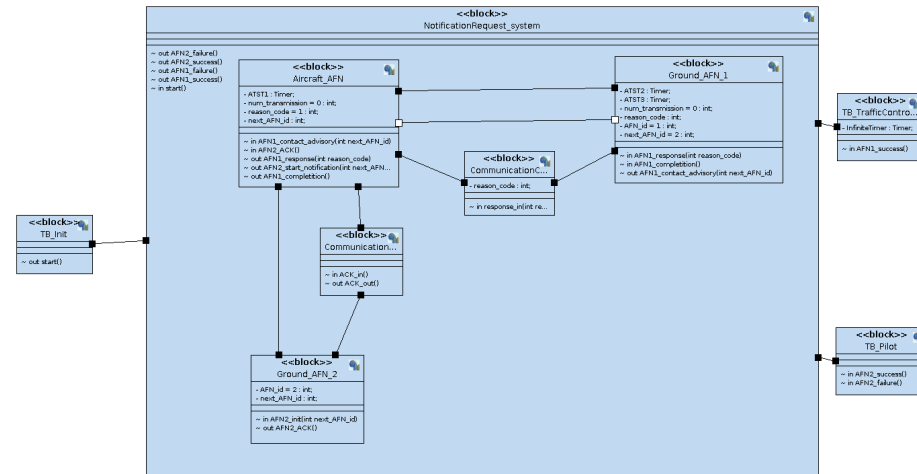 <<block>>
NotificationRequest_system
~ out AFN2_failure()
~ out AFN2_success()
~ out AFN1_failure()
~ out AFN1_success()
~ in start()
<<block>>
Aircraft_AFN
- ATST1 : Timer;
- num_transmission = 0 : int;
- reason_code = 1 : int;
- next_AFN_id : int;
~ in AFN1_contact_advisory(int next_AFN_id)
~ in AFN2_ACK()
~ out AFN1_response(int reason_code)
~ out AFN2_start_notification(int next_AFN...
~ out AFN1_completition()
<<block>>
Ground_AFN_1
- ATST2 : Timer;
- ATST3 : Timer;
- num_transmission = 0 : int;
- reason_code : int;
- AFN_id = 1 : int;
- next_AFN_id = 2 : int;
~ in AFN1_response(int reason_code)
~ in AFN1_completition()
~ out AFN1_contact_advisory(int next_AFN_id)
<<block>>
TB_TrafficContro...
- InfiniteTimer : Timer;
~ in AFN1_success()
<<block>>
CommunicationC...
- reason_code : int;
~ in response_in(int re...
<<block>>
TB_Init
~ out start()
<<block>>
Communication...
~ in ACK_in()
~ out ACK_out()
<<block>>
Ground_AFN_2
- AFN_id = 2 : int;
- next_AFN_id : int;
~ in AFN2_init(int next_AFN_id)
~ out AFN2_ACK()
<<block>>
TB_Pilot
~ in AFN2_success()
~ in AFN2_failure()